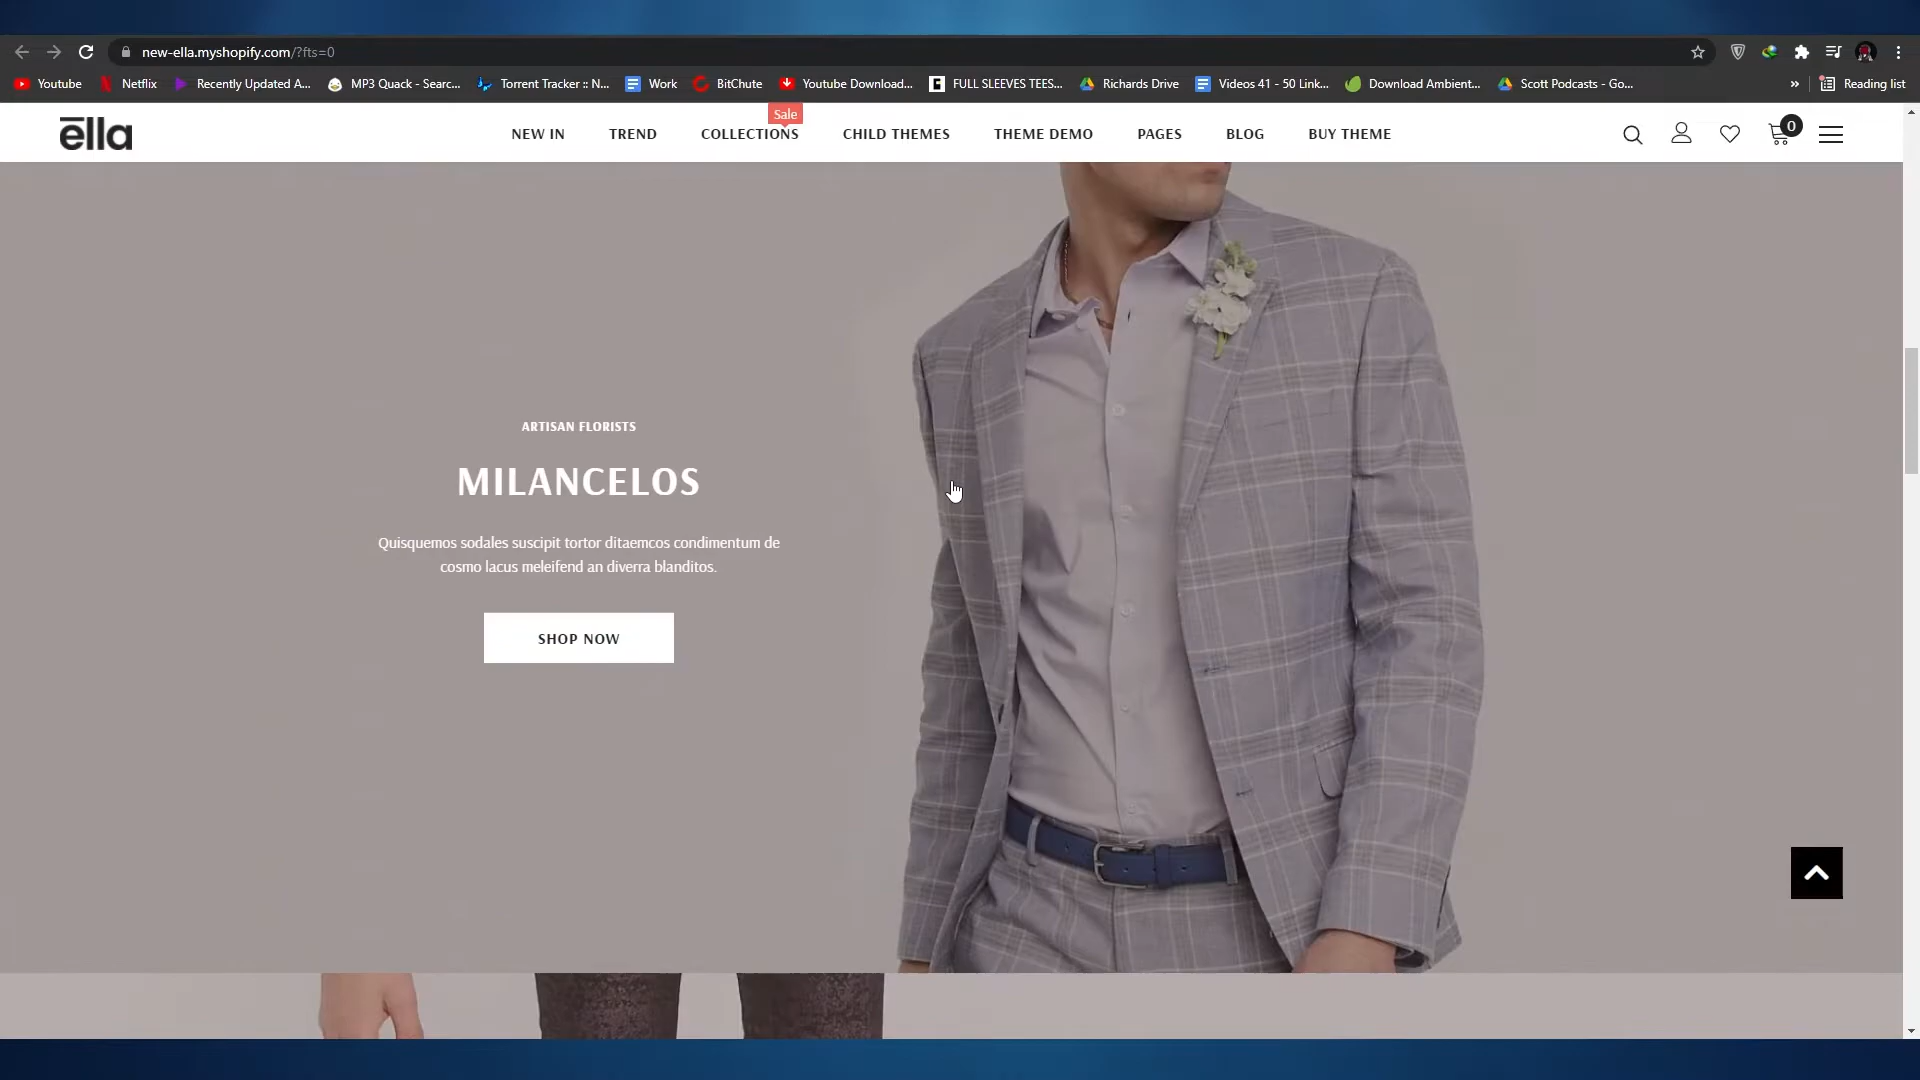 new-ella.myshopify.com/?fts=0
Youtube Netflix Recently Updated A... MP3 Quack - Searc... Torrent Tracker :: N... Work BitChute Youtube Download... FULL SLEEVES TEES... Richards Drive Videos 41 - 50 Link... Download Ambient... Scott Podcasts - Go... » Reading list
Sale
ella NEW IN TREND COLLECTIONS CHILD THEMES THEME DEMO PAGES BLOG BUY THEME 0
ARTISAN FLORISTS
MILANCELOS
Quisquemos sodales suscipit tortor ditaemcos condimentum de
cosmo lacus meleifend an diverra blanditos.
SHOP NOW